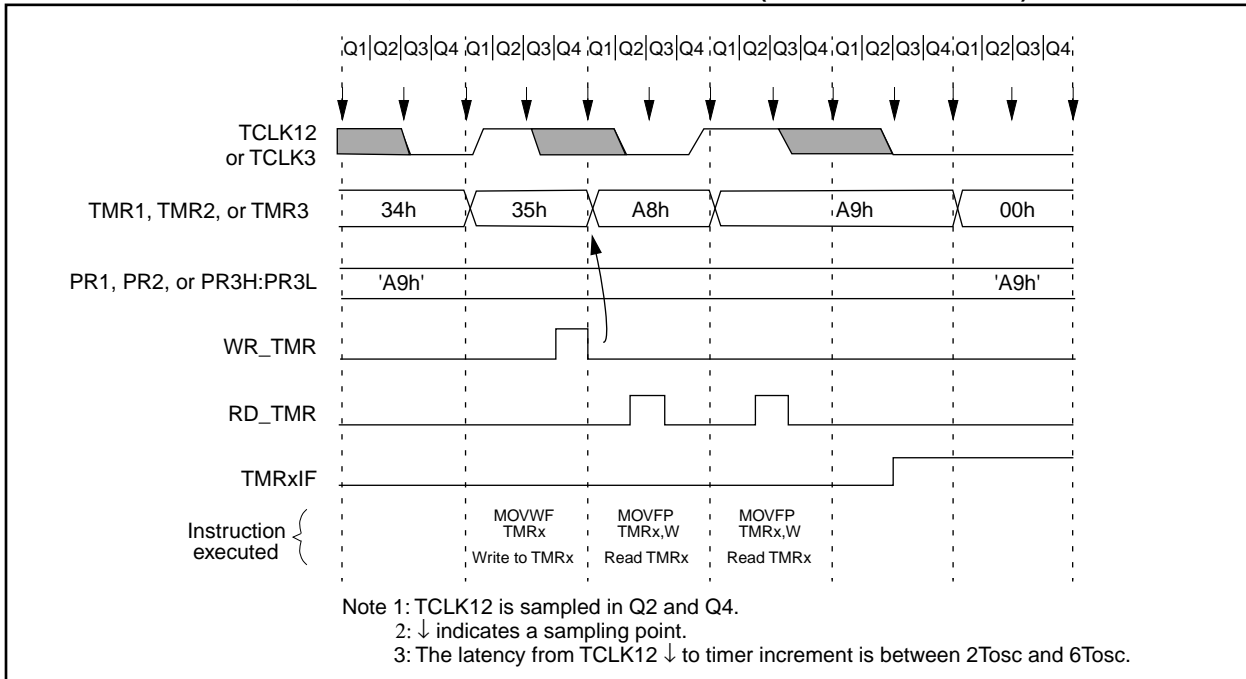 Q1 Q2 Q3 Q4 Q1 Q2 Q3 Q4 Q1 Q2 Q3 Q4 Q1 Q2 Q3 Q4 Q1 Q2 Q3 Q4 Q1 Q2 Q3 Q4
TCLK12
or TCLK3
TMR1, TMR2, or TMR3 34h 35h A8h A9h 00h
PR1, PR2, or PR3H:PR3L 'A9h' 'A9h'
WR_TMR
RD_TMR
TMRxIF
Instruction
executed
MOVWF
TMRx
Write to TMRx
MOVFP
TMRx,W
Read TMRx
MOVFP
TMRx,W
Read TMRx
Note 1: TCLK12 is sampled in Q2 and Q4.
2: ↓ indicates a sampling point.
3: The latency from TCLK12 ↓ to timer increment is between 2Tosc and 6Tosc.